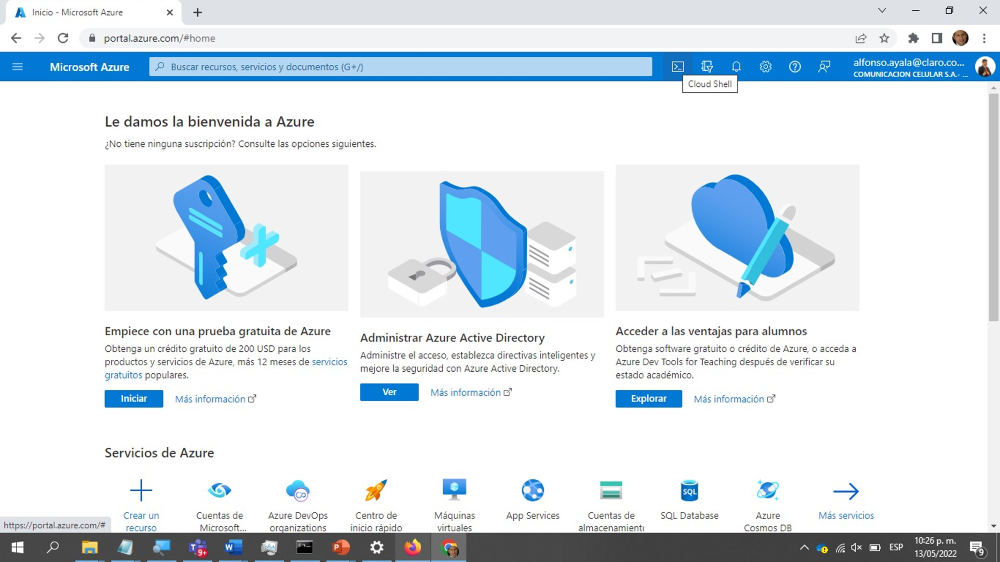 Inicio - Microsoft Azure
portal.azure.com/#home
Microsoft Azure
Buscar recursos, servicios y documentos (G+/)
alfonso.ayala@claro.co...
COMUNICACION CELULAR S.A.- ...
Cloud Shell
Le damos la bienvenida a Azure
¿No tiene ninguna suscripción? Consulte las opciones siguientes.
Empiece con una prueba gratuita de Azure
Obtenga un crédito gratuito de 200 USD para los
productos y servicios de Azure, más 12 meses de servicios
gratuitos populares.
Iniciar Más información
Administrar Azure Active Directory
Administre el acceso, establezca directivas inteligentes y
mejore la seguridad con Azure Active Directory.
Ver Más información
Acceder a las ventajas para alumnos
Obtenga software gratuito o crédito de Azure, o acceda a
Azure Dev Tools for Teaching después de verificar su
estado académico.
Explorar Más información
Servicios de Azure
SQL
Crear un
recurso
Cuentas de
Microsoft...
Azure DevOps
organizations
Centro de
inicio rápido
Máquinas
virtuales
App Services
Cuentas de
almacenamiento
SQL Database
Azure
Cosmos DB
Más servicios
https://portal.azure.com/#
T 9+
W
C:\
P
ESP
10:26 p. m.
13/05/2022
9